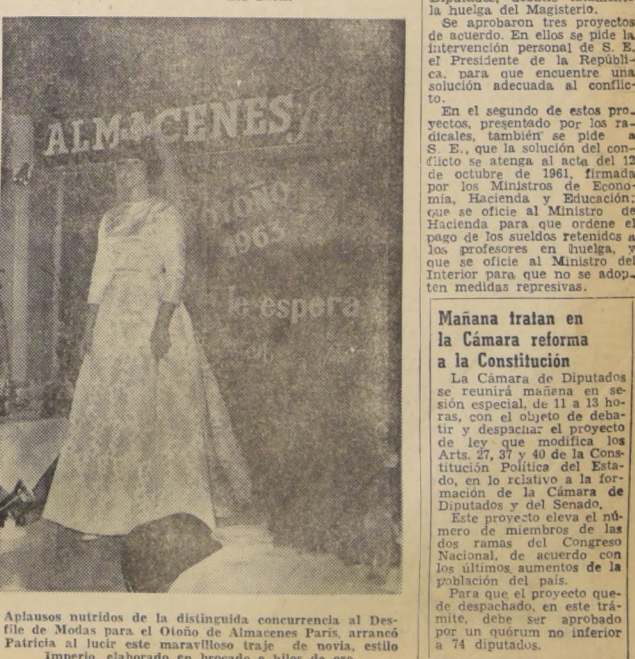 ALMACENES
OTOÑO
1963
le espera
Aplausos nutridos de la distinguida concurrencia al Des-
file de Modas para el Otoño de Almacenes París, arrancó
Patricia al lucir este maravilloso traje de novia, estilo
Imperio, elaborado en brocado e hilos de oro
la huelga del Magisterio.
Se aprobaron tres proyectos
de acuerdo. En ellos se pide la
intervención personal de S. E.
el Presidente de la Repúbli-
ca, para que encuentre una
solución adecuada al conflic-
to.
En el segundo de estos pro-
yectos, presentado por los ra-
dicales, también se pide a
S. E., que la solución del con-
flicto se atenga al acta del 12
de octubre de 1961, firmada
por los Ministros de Econo-
mía, Hacienda y Educación;
que se oficie al Ministro de
Hacienda para que ordene el
pago de los sueldos retenidos a
los profesores en huelga, y
que se oficie al Ministro del
Interior para que no se adop-
ten medidas represivas.
Mañana tratan en
la Cámara reforma
a la Constitución
La Cámara de Diputados
se reunirá mañana en se-
sión especial, de 11 a 13 ho-
ras, con el objeto de deba-
tir y despachar el proyecto
de ley que modifica los
Arts. 27, 37 y 40 de la Cons-
titución Política del Esta-
do, en lo relativo a la for-
mación de la Cámara de
Diputados y del Senado.
Este proyecto eleva el nú-
mero de miembros de las
dos ramas del Congreso
Nacional, de acuerdo con
los últimos aumentos de la
población del país.
Para que el proyecto que-
de despachado, en este trá-
mite, debe ser aprobado
por un quórum no inferior
a 74 diputados.